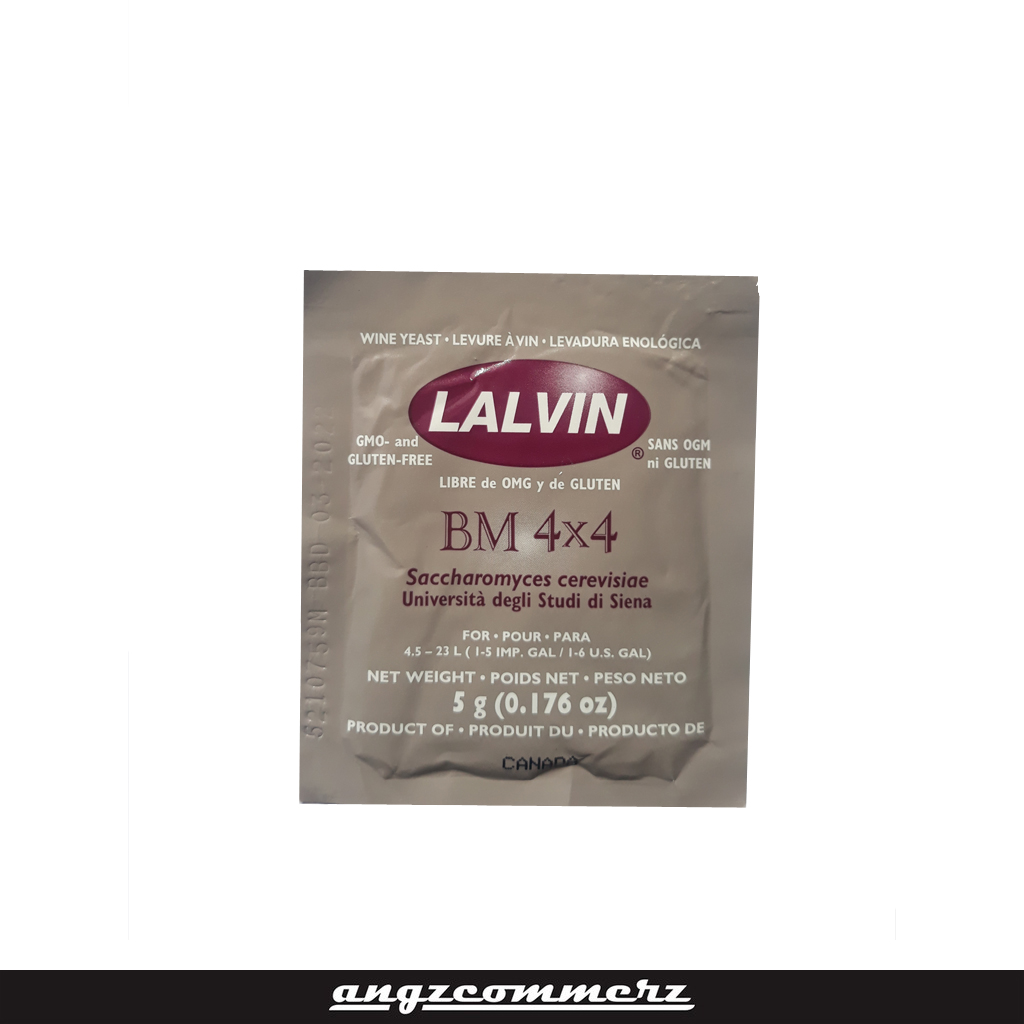 WINE YEAST • LEVURE À VIN • LEVADURA ENOLÓGICA
LALVIN®
GMO- and
GLUTEN-FREE
SANS OGM
ni GLUTEN
LIBRE de OMG y dé GLUTEN
BM 4x4
Saccharomyces cerevisiae
Università degli Studi di Siena
FOR • POUR • PARA
4.5 – 23 L ( 1-5 IMP. GAL / 1-6 U.S. GAL)
NET WEIGHT • POIDS NET • PESO NETO
5 g (0.176 oz)
PRODUCT OF • PRODUIT DU • PRODUCTO DE
CANADA
BBD
angzcommerz